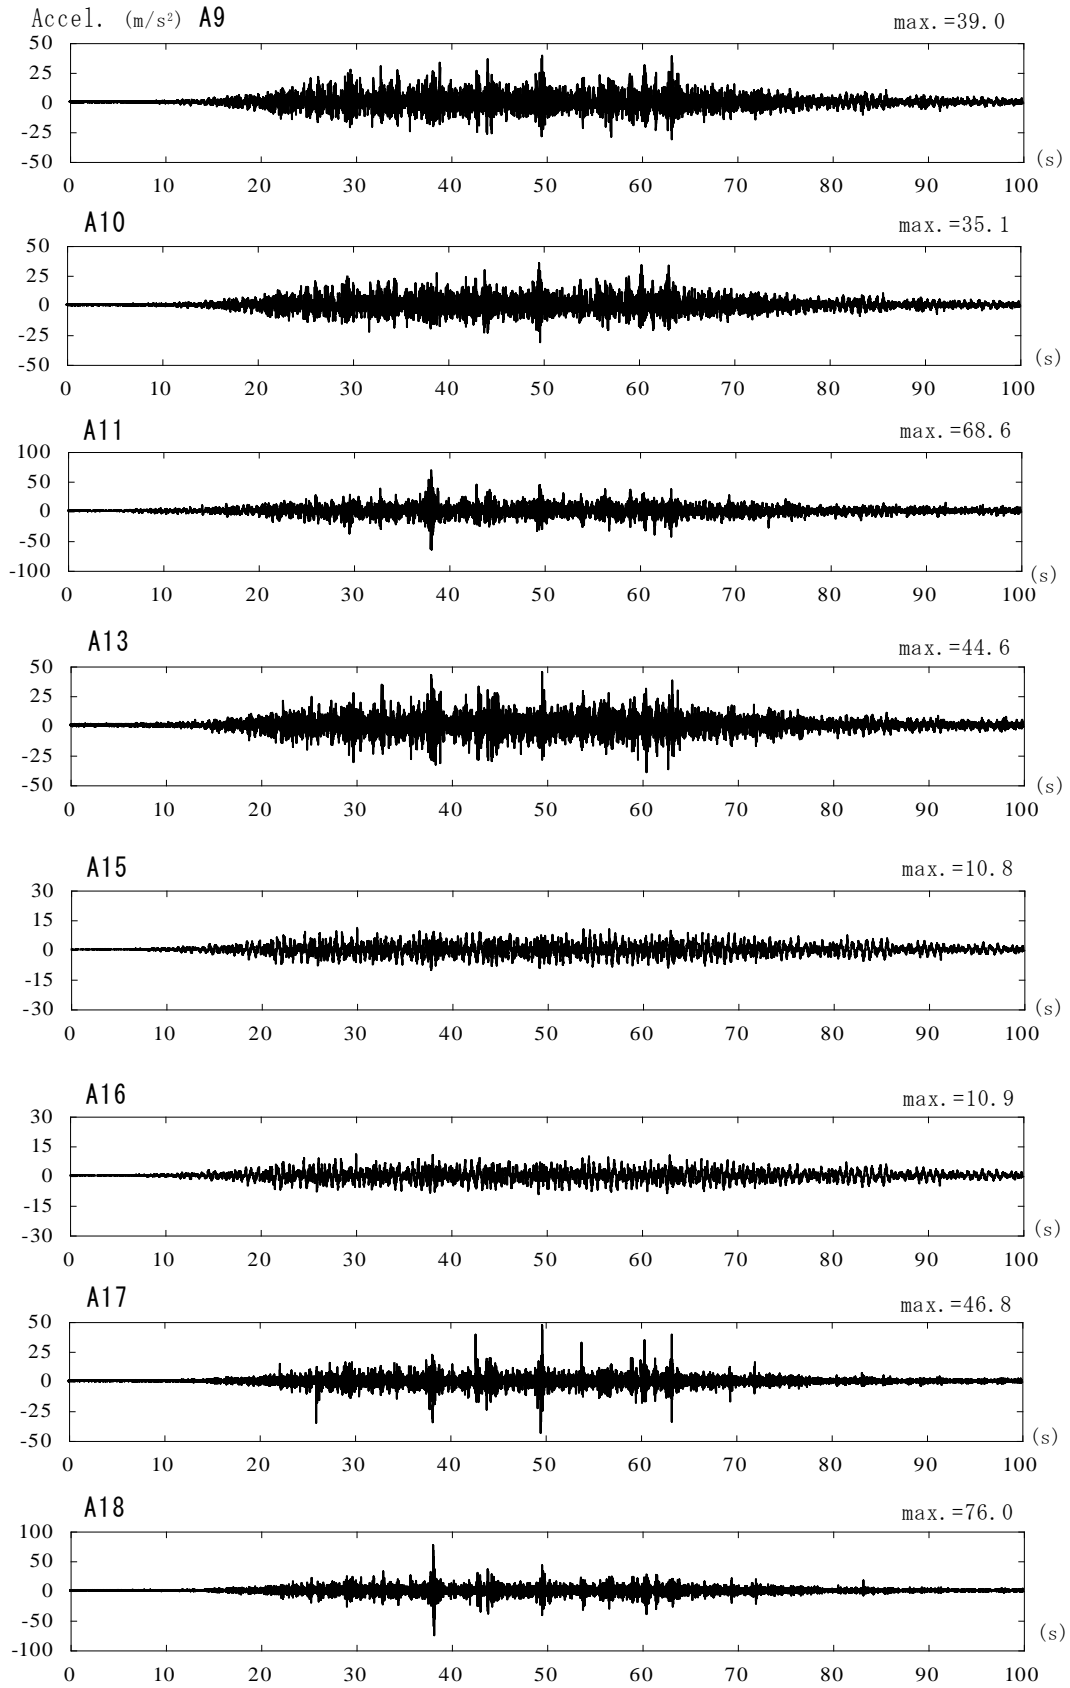 Accel. (m/s²) A9 max.=39.0
50
25
0
-25
-50
(s)
0 10 20 30 40 50 60 70 80 90 100
A10 max.=35.1
50
25
0
-25
-50
(s)
0 10 20 30 40 50 60 70 80 90 100
A11 max.=68.6
100
50
0
-50
-100
(s)
0 10 20 30 40 50 60 70 80 90 100
A13 max.=44.6
50
25
0
-25
-50
(s)
0 10 20 30 40 50 60 70 80 90 100
A15 max.=10.8
30
15
0
-15
-30
(s)
0 10 20 30 40 50 60 70 80 90 100
A16 max.=10.9
30
15
0
-15
-30
(s)
0 10 20 30 40 50 60 70 80 90 100
A17 max.=46.8
50
25
0
-25
-50
(s)
0 10 20 30 40 50 60 70 80 90 100
A18 max.=76.0
100
50
0
-50
-100
(s)
0 10 20 30 40 50 60 70 80 90 100